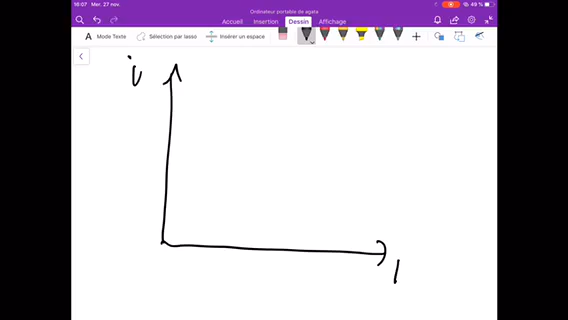 16:07 Mer. 27 nov. 49 %
Ordinateur portable de agate
Accueil Insertion Dessin Affichage
A Mode Texte Sélection par lasso Insérer un espace
i